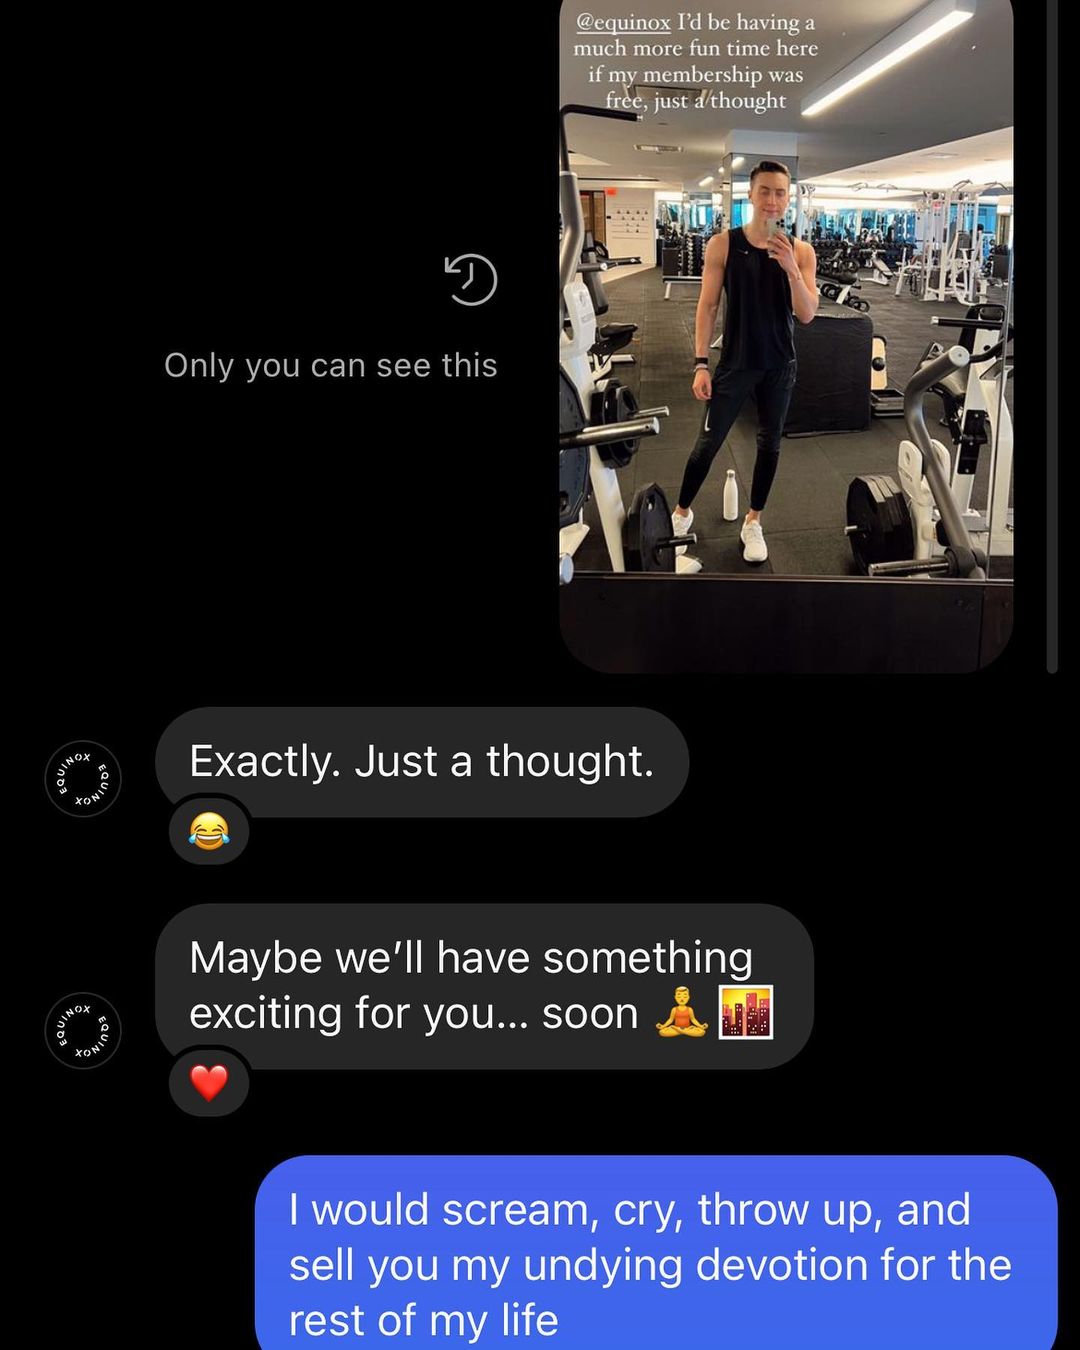 @equinox I'd be having a
much more fun time here
if my membership was
free, just a thought
Only you can see this
EQUINOX EQUINOX
Exactly. Just a thought.
😂
EQUINOX EQUINOX
Maybe we'll have something
exciting for you... soon 🧘‍♂️🌇
❤️
I would scream, cry, throw up, and
sell you my undying devotion for the
rest of my life